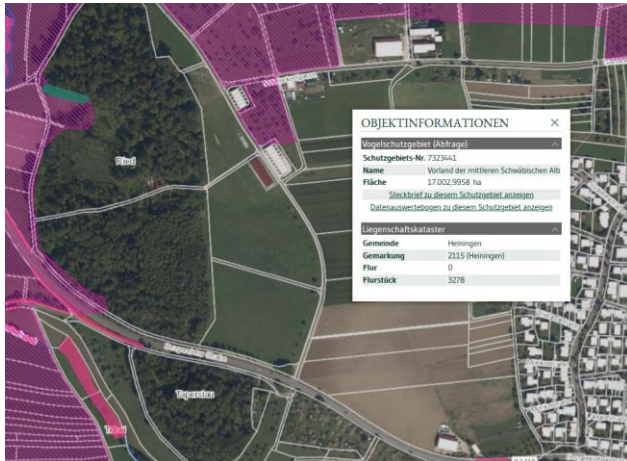 OBJEKTINFORMATIONEN ×
Vogelschutzgebiet (Abfrage)
Schutzgebiets-Nr. 7323441
Name Vorland der mittleren Schwäbischen Alb
Fläche 17.002,9958 ha
Steckbrief zu diesem Schutzgebiet anzeigen
Datenauswertebogen zu diesem Schutzgebiet anzeigen
Liegenschaftskataster
Gemeinde Heiningen
Gemarkung 2115 (Heiningen)
Flur 0
Flurstück 3278
Ried
Straße